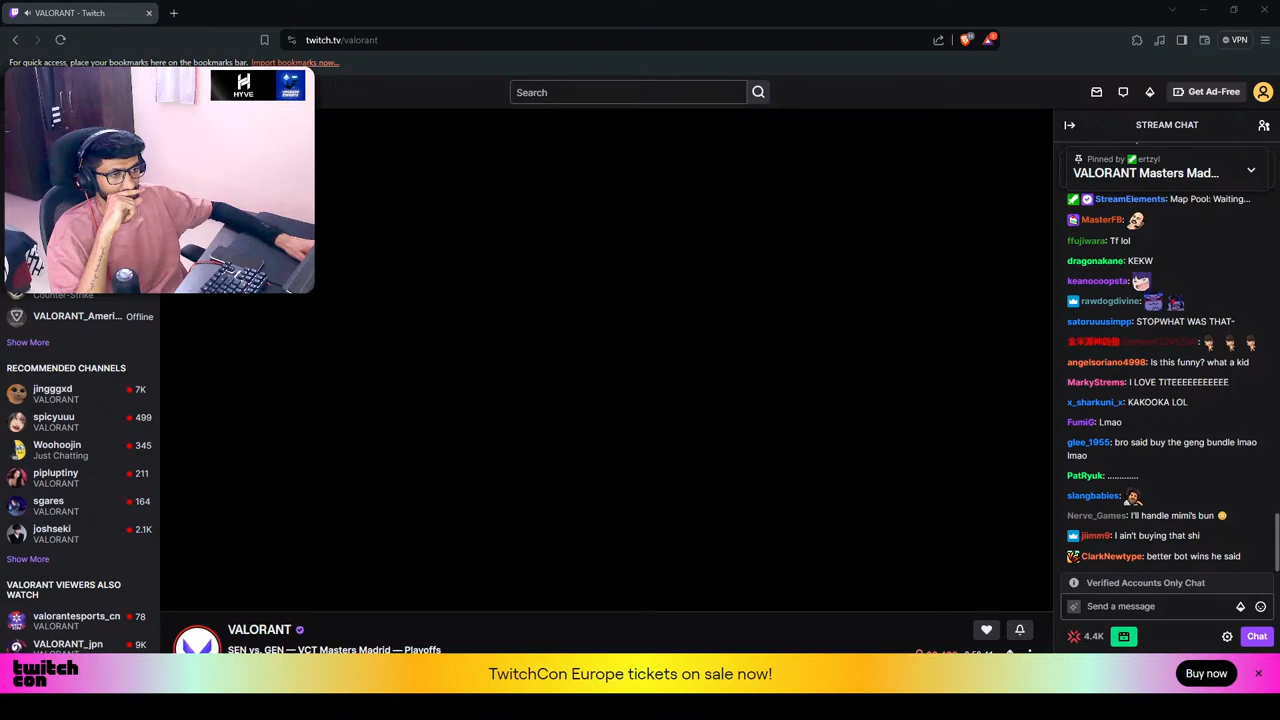 VALORANT - Twitch
twitch.tv/valorant
VPN
For quick access, place your bookmarks here on the bookmarks bar. Import bookmarks now...
HYVE
Search
Get Ad-Free
Counter-Strike
VALORANT_Ameri... Offline
Show More
RECOMMENDED CHANNELS
jingggxd 7K
VALORANT
spicyuuu 499
VALORANT
Woohoojin 345
Just Chatting
pipluptiny 211
VALORANT
sgares 164
VALORANT
joshseki 2.1K
VALORANT
Show More
VALORANT VIEWERS ALSO
WATCH
valorantesports_cn 78
VALORANT
VALORANT_jpn 9K
VALORANT
SEN vs. GEN — VCT Masters Madrid — Playoffs
STREAM CHAT
Pinned by ertzyl
VALORANT Masters Mad...
StreamElements: Map Pool: Waiting...
MasterFB:
ffujiwara: Tf lol
dragonakane: KEKW
keanocoopsta:
rawdogdivine:
satoruuusimpp: STOPWHAT WAS THAT-
angelsoriano4998: Is this funny? what a kid
MarkyStrems: I LOVE TITEEEEEEEEEE
x_sharkuni_x: KAKOOKA LOL
FumiG: Lmao
glee_1955: bro said buy the geng bundle lmao
lmao
PatRyuk: .............
slangbabies:
Nerve_Games: I'll handle mimi's bun
jiimm9: I ain't buying that shi
ClarkNewtype: better bot wins he said
Verified Accounts Only Chat
Send a message
4.4K
Chat
twitch
con
TwitchCon Europe tickets on sale now!
Buy now